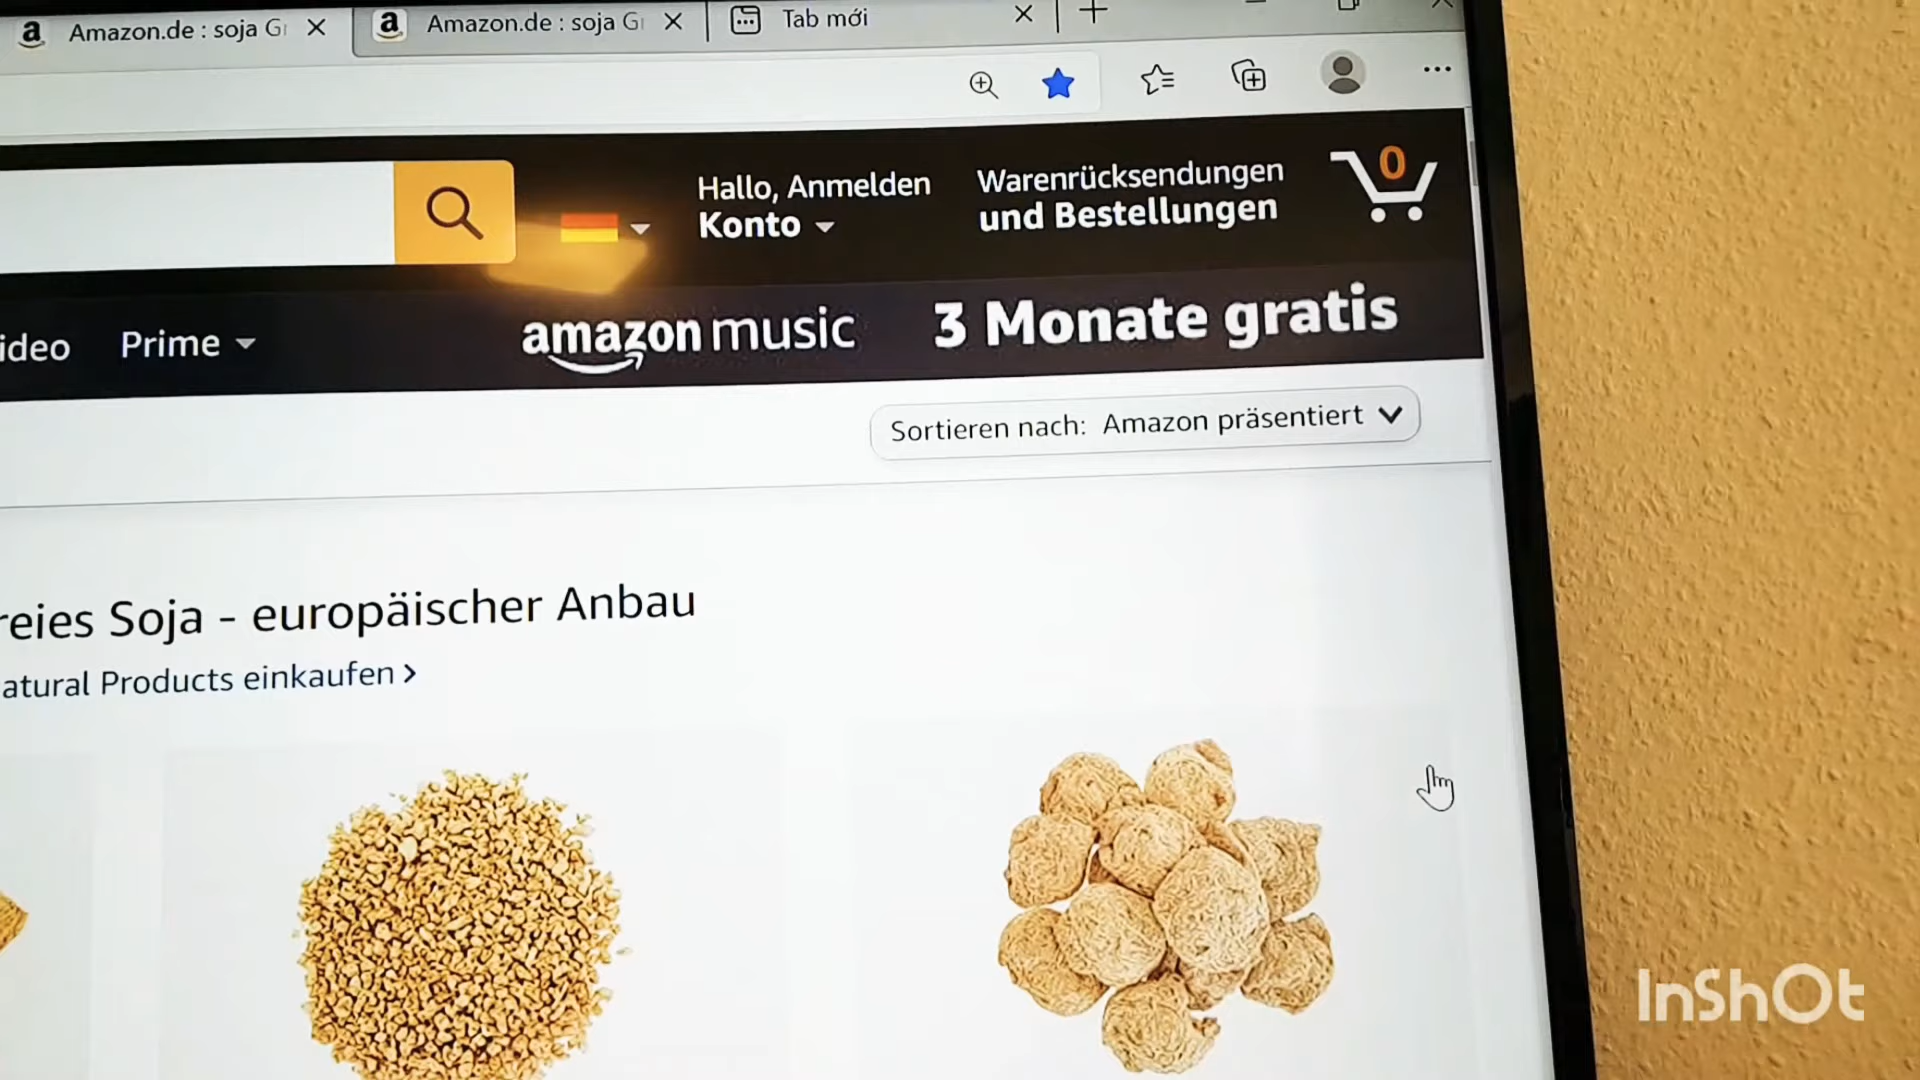 Amazon.de : soja G
Amazon.de : soja G
Tab mới
Hallo, Anmelden
Konto
Warenrücksendungen
und Bestellungen
0
ideo
Prime
amazon music
3 Monate gratis
Sortieren nach: Amazon präsentiert
reies Soja - europäischer Anbau
atural Products einkaufen
InShOt